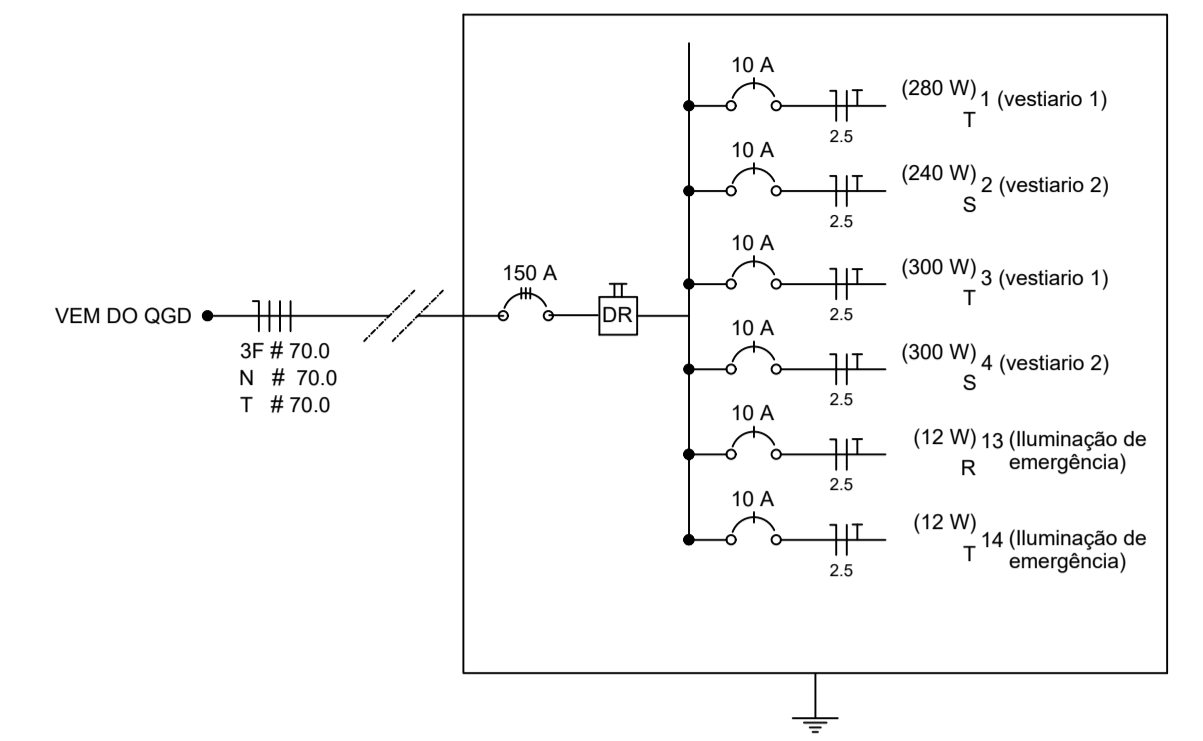 10 A
(280 W) 1 (vestiario 1)
T
2.5
10 A
(240 W) 2 (vestiario 2)
S
2.5
10 A
(300 W) 3 (vestiario 1)
T
2.5
150 A
VEM DO QGD
DR
3F # 70.0
N # 70.0
T # 70.0
10 A
(300 W) 4 (vestiario 2)
S
2.5
10 A
(12 W) 13 (Iluminação de
R emergência)
2.5
10 A
(12 W) 14 (Iluminação de
T emergência)
2.5